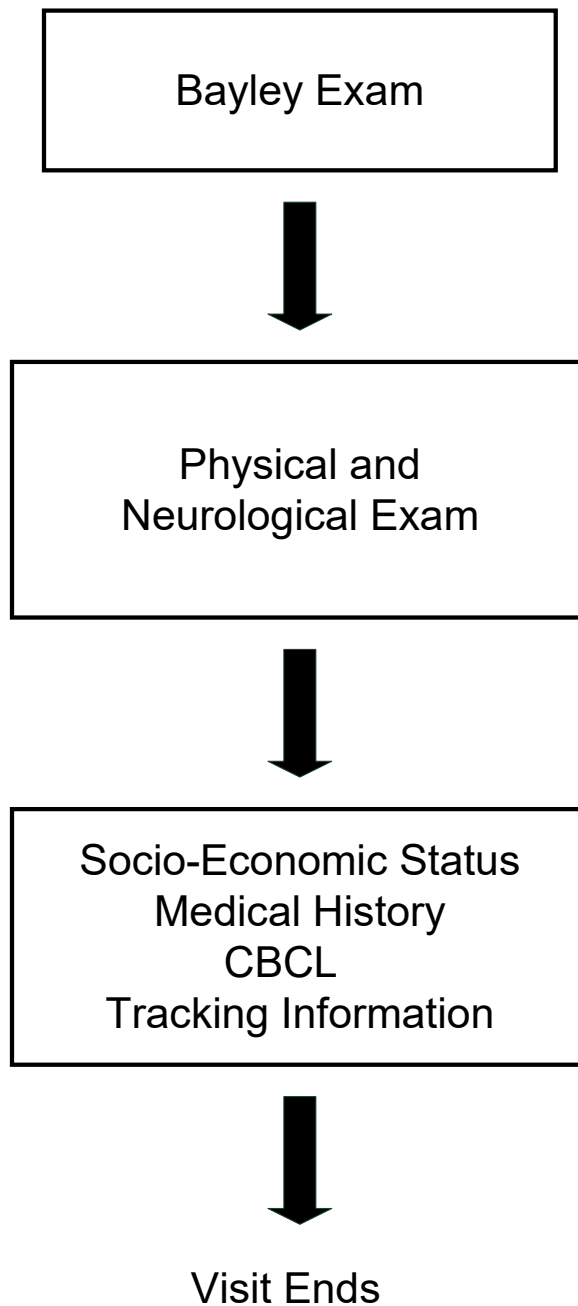 Bayley Exam
Physical and
Neurological Exam
Socio-Economic Status
Medical History
CBCL
Tracking Information
Visit Ends